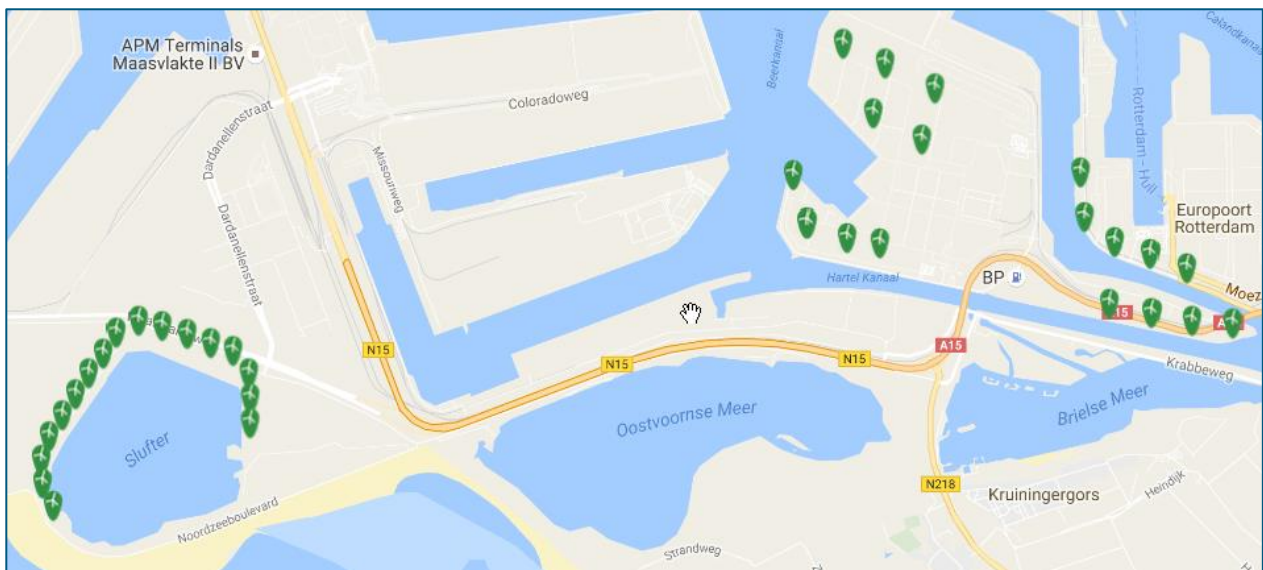 APM Terminals
Maasvlakte II BV
Coloradoweg
Beerkanaal
Calandkanaal
Rotterdam - Hull
Dardanellenstraat
Missouriweg
Europoort
Rotterdam
Dardanellenstraat
Hartel Kanaal
BP
Moez
A15
N15
N15
N15
A15
Krabbeweg
Slufter
Oostvoornse Meer
Brielse Meer
N218
Kruiningergors
Heindijk
Noordzeeboulevard
Strandweg